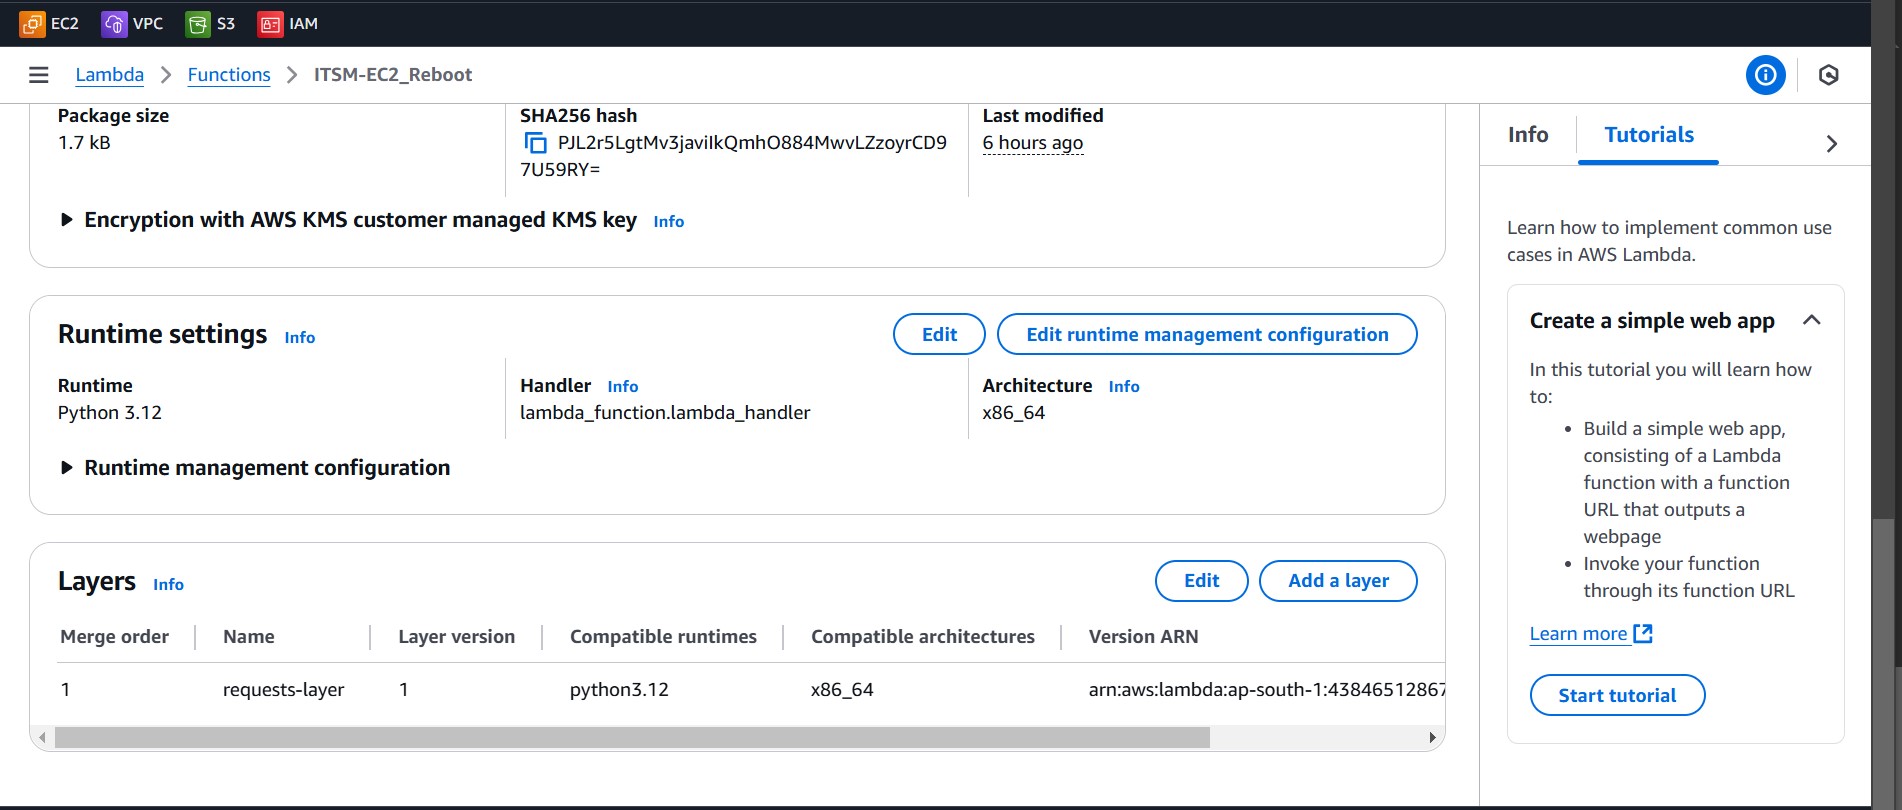 EC2 VPC S3 IAM
Lambda Functions ITSM-EC2_Reboot
Package size SHA256 hash Last modified
1.7 kB PJL2r5LgtMv3javiIkQmhO884MwvLZzoyrCD9 6 hours ago
7U59RY=
Encryption with AWS KMS customer managed KMS key Info
Runtime settings Info Edit Edit runtime management configuration
Runtime Handler Info Architecture Info
Python 3.12 lambda_function.lambda_handler x86_64
Runtime management configuration
Layers Info Edit Add a layer
Merge order Name Layer version Compatible runtimes Compatible architectures Version ARN
1 requests-layer 1 python3.12 x86_64 arn:aws:lambda:ap-south-1:43846512867
Info Tutorials
Learn how to implement common use
cases in AWS Lambda.
Create a simple web app
In this tutorial you will learn how
to:
• Build a simple web app,
consisting of a Lambda
function with a function
URL that outputs a
webpage
• Invoke your function
through its function URL
Learn more
Start tutorial